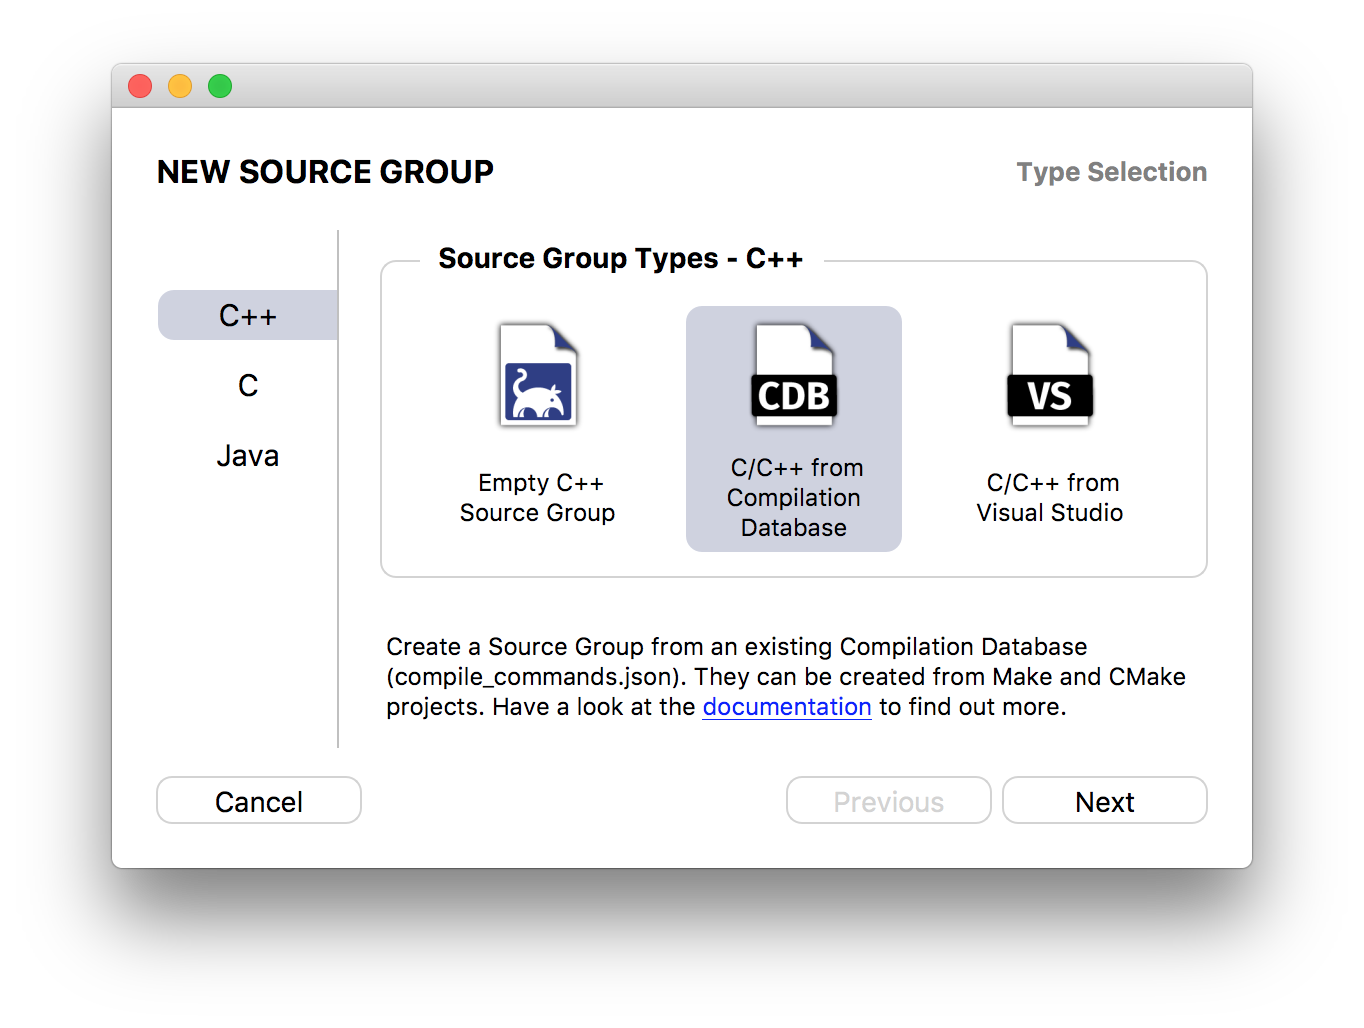 NEW SOURCE GROUP
Type Selection
C++
C
Java
Source Group Types - C++
Empty C++
Source Group
CDB
C/C++ from
Compilation
Database
VS
C/C++ from
Visual Studio
Create a Source Group from an existing Compilation Database
(compile_commands.json). They can be created from Make and CMake
projects. Have a look at the documentation to find out more.
Cancel
Previous
Next